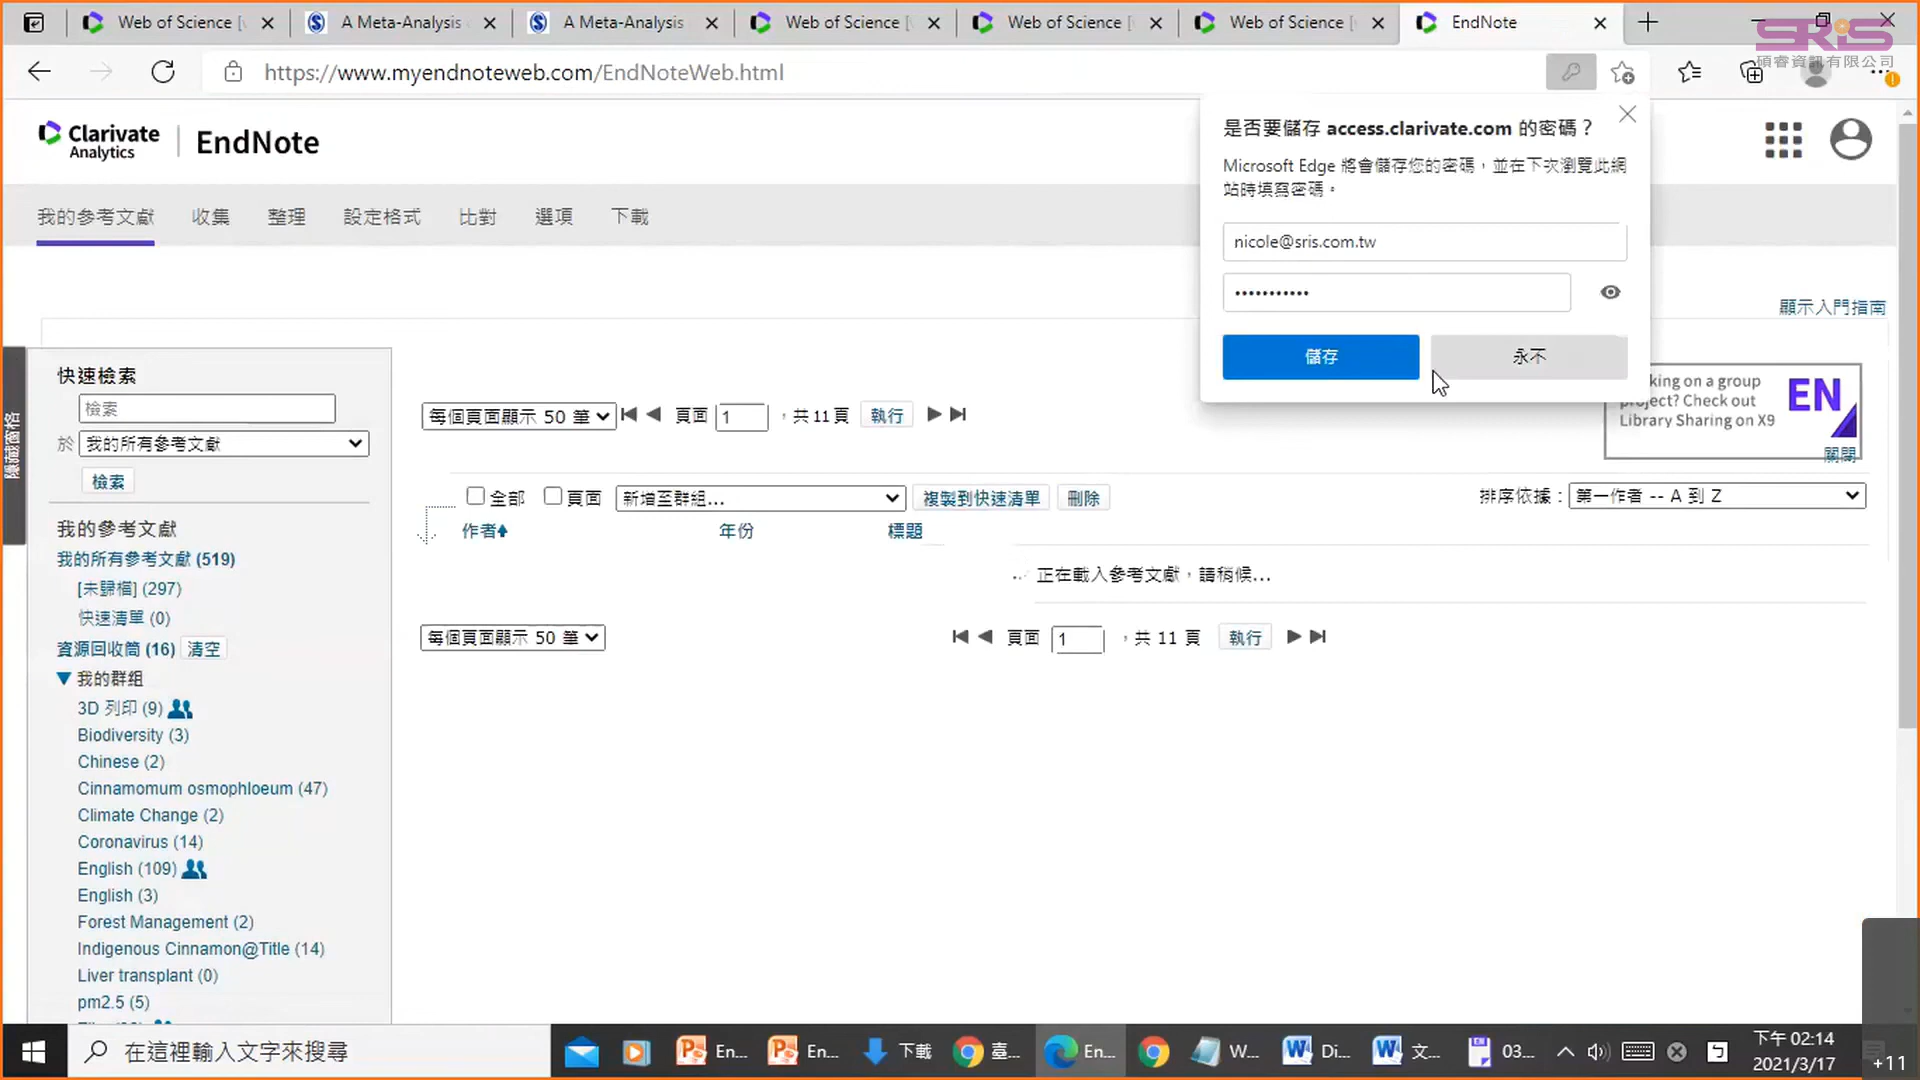 Web of Science [
A Meta-Analysis
A Meta-Analysis
Web of Science [
Web of Science [
Web of Science [
EndNote
SRIS
碩睿資訊有限公司
https://www.myendnoteweb.com/EndNoteWeb.html
Clarivate
Analytics
EndNote
是否要儲存 access.clarivate.com 的密碼？
Microsoft Edge 將會儲存您的密碼，並在下次瀏覽此網
站時填寫密碼。
nicole@sris.com.tw
•••••••••••
儲存
永不
我的參考文獻
收集
整理
設定格式
比對
選項
下載
顯示入門指南
隱藏窗格
快速檢索
檢索
於 我的所有參考文獻
檢索
每個頁面顯示 50 筆
頁面 1 ，共 11 頁 執行
king on a group
project? Check out
Library Sharing on X9
EN
關閉
全部 頁面 新增至群組... 複製到快速清單 刪除
排序依據： 第一作者 -- A 到 Z
作者 年份 標題
正在載入參考文獻，請稍候...
每個頁面顯示 50 筆
頁面 1 ，共 11 頁 執行
我的參考文獻
我的所有參考文獻 (519)
[未歸檔] (297)
快速清單 (0)
資源回收筒 (16) 清空
我的群組
3D 列印 (9)
Biodiversity (3)
Chinese (2)
Cinnamomum osmophloeum (47)
Climate Change (2)
Coronavirus (14)
English (109)
English (3)
Forest Management (2)
Indigenous Cinnamon@Title (14)
Liver transplant (0)
pm2.5 (5)
在這裡輸入文字來搜尋
En...
En...
下載
臺...
En...
W...
Di...
文...
03...
下午 02:14
2021/3/17
+11